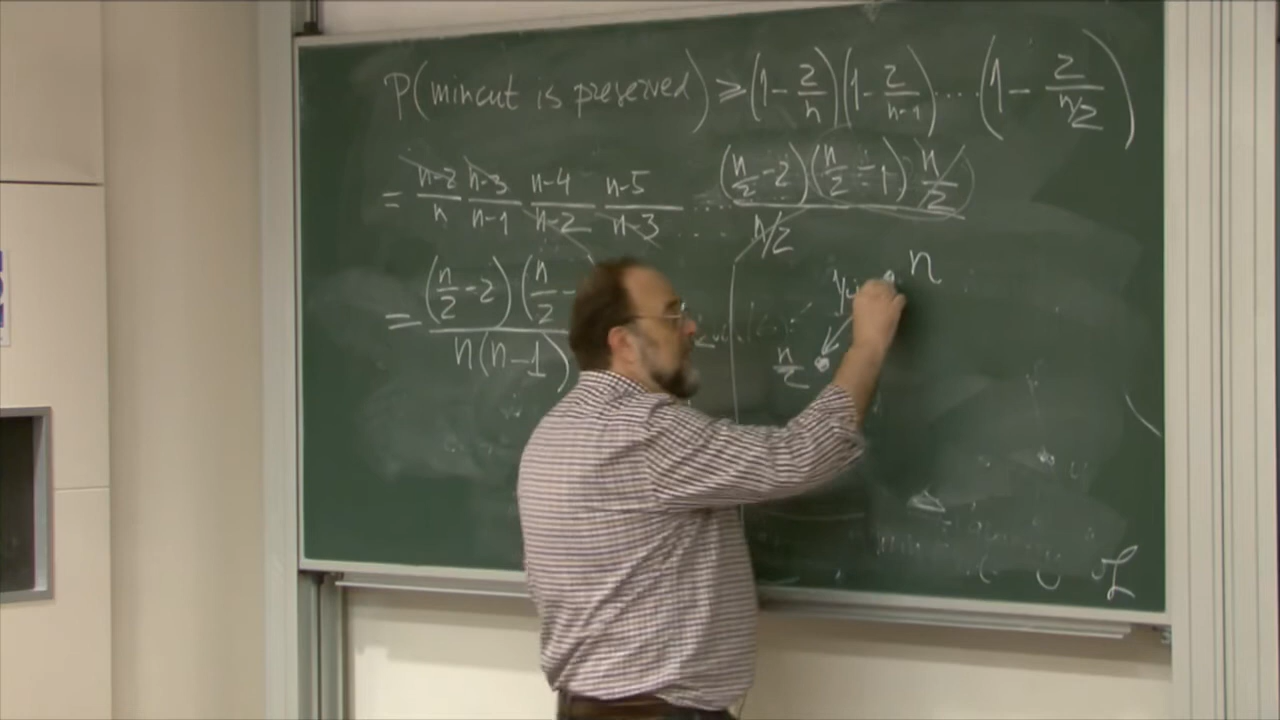 P(mincut is preserved) ≥ (1 - 2/n)(1 - 2/(n-1)) .... (1 - 2/(n/2))
= (n-2)/n (n-3)/(n-1) (n-4)/(n-2) (n-5)/(n-3) .... (n/2 - 2)(n/2 - 1) n/2 / n/2
= (n/2 - 2)(n/2 - / n(n-1)
n
n/2